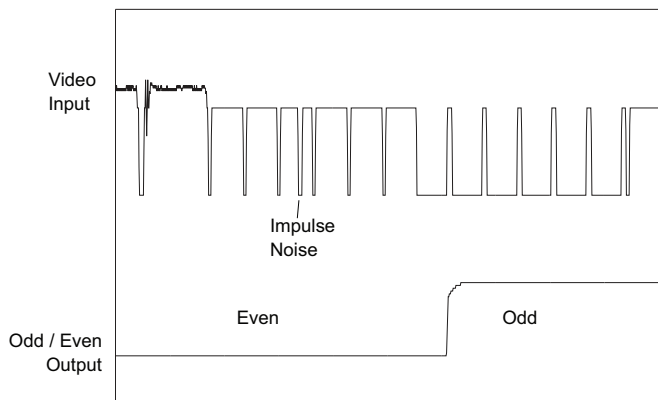 Video
Input
Impulse
Noise
Even
Odd
Odd / Even
Output